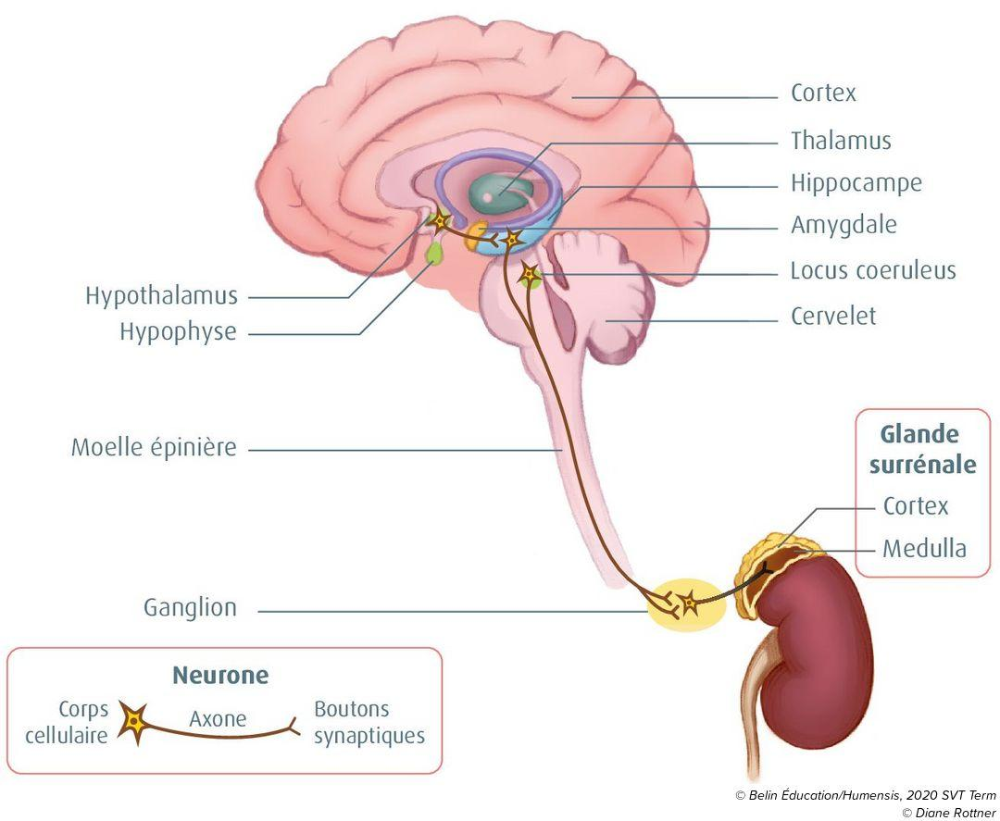 Cortex
Thalamus
Hippocampe
Amygdale
Locus coeruleus
Cervelet
Hypothalamus
Hypophyse
Moelle épinière
Glande
surrénale
Cortex
Medulla
Ganglion
Neurone
Corps
cellulaire
Axone
Boutons
synaptiques
© Belin Éducation/Humensis, 2020 SVT Term
© Diane Rottner